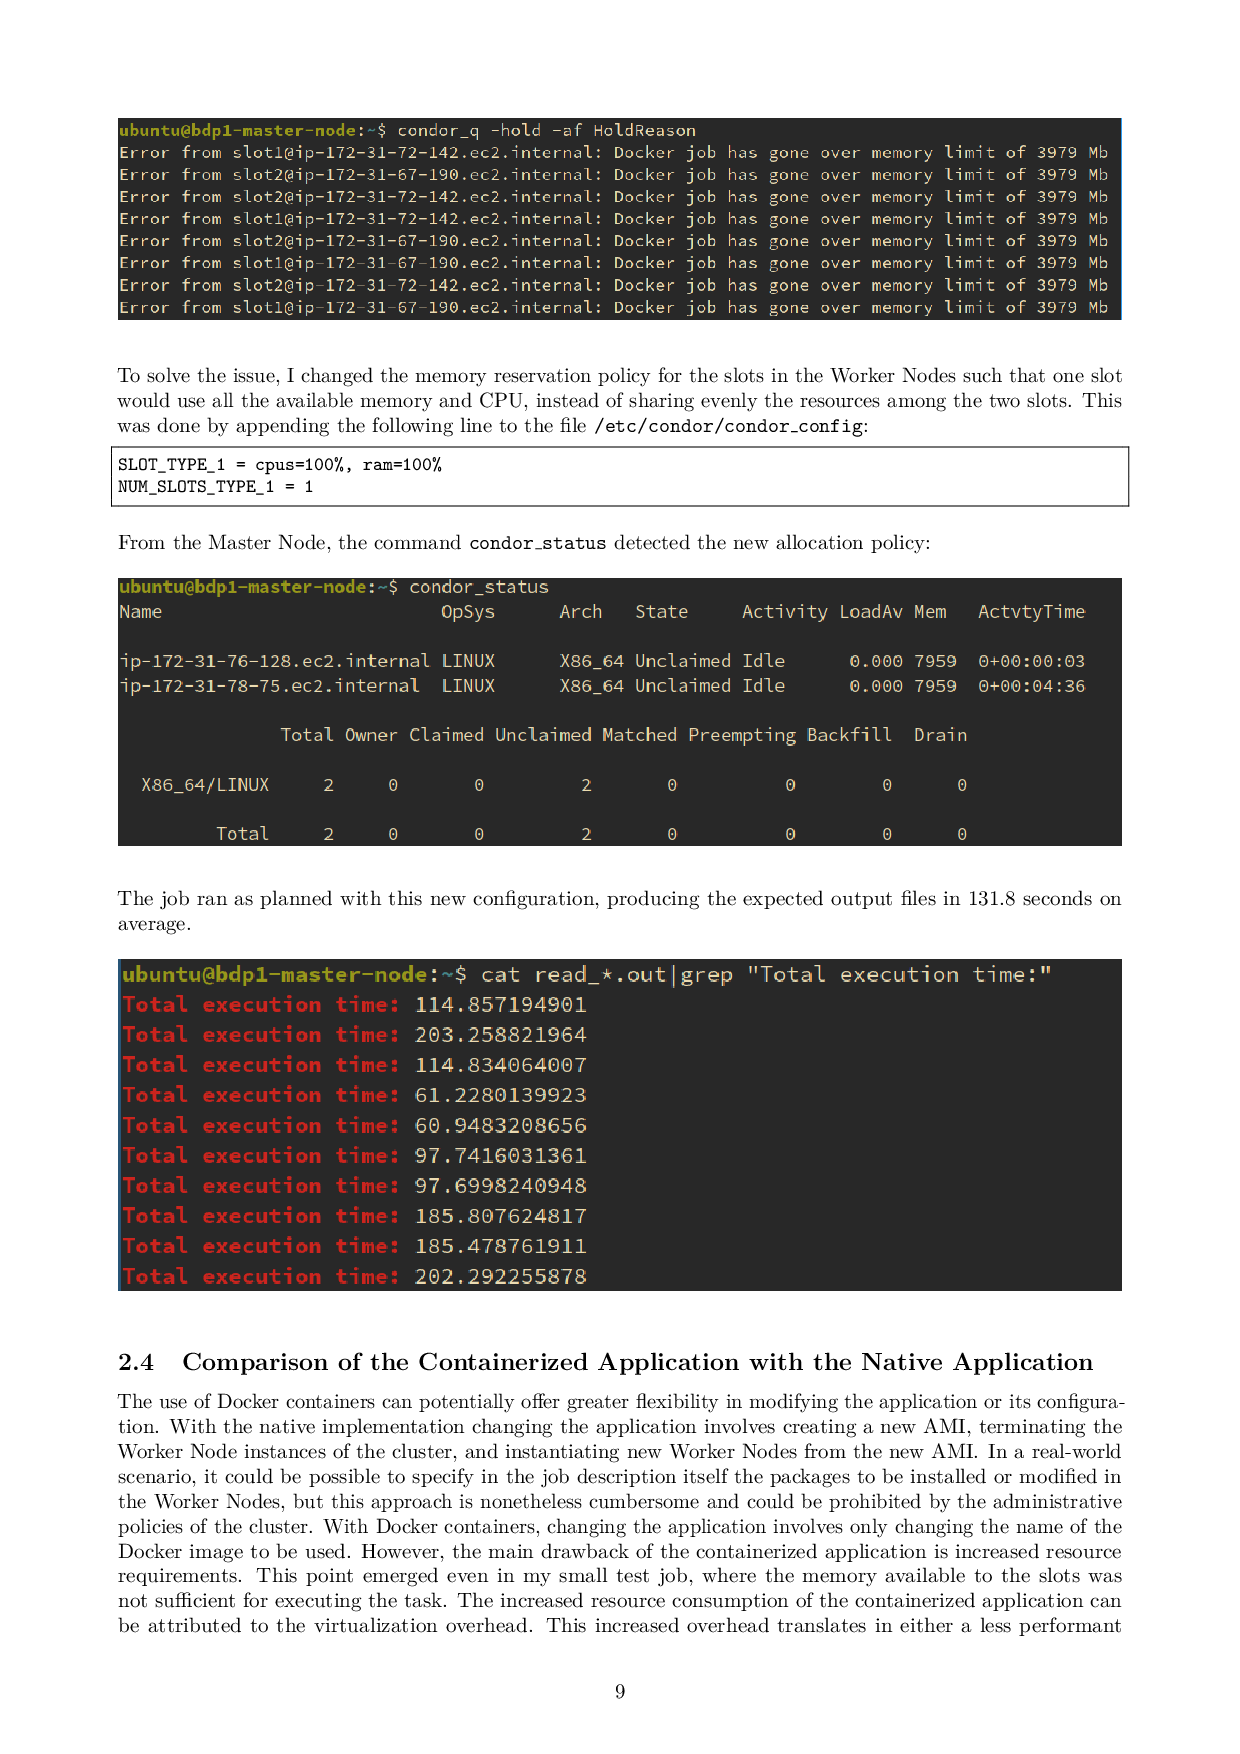 ubuntu@bdp1-master-node:~$ condor_q -hold -af HoldReason
Error from slot1@ip-172-31-72-142.ec2.internal: Docker job has gone over memory limit of 3979 Mb
Error from slot2@ip-172-31-67-190.ec2.internal: Docker job has gone over memory limit of 3979 Mb
Error from slot2@ip-172-31-72-142.ec2.internal: Docker job has gone over memory limit of 3979 Mb
Error from slot1@ip-172-31-72-142.ec2.internal: Docker job has gone over memory limit of 3979 Mb
Error from slot2@ip-172-31-67-190.ec2.internal: Docker job has gone over memory limit of 3979 Mb
Error from slot1@ip-172-31-67-190.ec2.internal: Docker job has gone over memory limit of 3979 Mb
Error from slot2@ip-172-31-72-142.ec2.internal: Docker job has gone over memory limit of 3979 Mb
Error from slot1@ip-172-31-67-190.ec2.internal: Docker job has gone over memory limit of 3979 Mb
To solve the issue, I changed the memory reservation policy for the slots in the Worker Nodes such that one slot
would use all the available memory and CPU, instead of sharing evenly the resources among the two slots. This
was done by appending the following line to the file /etc/condor/condor_config:
SLOT_TYPE_1 = cpus=100%, ram=100%
NUM_SLOTS_TYPE_1 = 1
From the Master Node, the command condor_status detected the new allocation policy:
ubuntu@bdp1-master-node:~$ condor_status
Name OpSys Arch State Activity LoadAv Mem ActvtyTime
ip-172-31-76-128.ec2.internal LINUX X86_64 Unclaimed Idle 0.000 7959 0+00:00:03
ip-172-31-78-75.ec2.internal LINUX X86_64 Unclaimed Idle 0.000 7959 0+00:04:36
Total Owner Claimed Unclaimed Matched Preempting Backfill Drain
X86_64/LINUX 2 0 0 2 0 0 0 0
Total 2 0 0 2 0 0 0 0
The job ran as planned with this new configuration, producing the expected output files in 131.8 seconds on
average.
ubuntu@bdp1-master-node:~$ cat read_*.out|grep "Total execution time:"
Total execution time: 114.857194901
Total execution time: 203.258821964
Total execution time: 114.834064007
Total execution time: 61.2280139923
Total execution time: 60.9483208656
Total execution time: 97.7416031361
Total execution time: 97.6998240948
Total execution time: 185.807624817
Total execution time: 185.478761911
Total execution time: 202.292255878
2.4 Comparison of the Containerized Application with the Native Application
The use of Docker containers can potentially offer greater flexibility in modifying the application or its configura-
tion. With the native implementation changing the application involves creating a new AMI, terminating the
Worker Node instances of the cluster, and instantiating new Worker Nodes from the new AMI. In a real-world
scenario, it could be possible to specify in the job description itself the packages to be installed or modified in
the Worker Nodes, but this approach is nonetheless cumbersome and could be prohibited by the administrative
policies of the cluster. With Docker containers, changing the application involves only changing the name of the
Docker image to be used. However, the main drawback of the containerized application is increased resource
requirements. This point emerged even in my small test job, where the memory available to the slots was
not sufficient for executing the task. The increased resource consumption of the containerized application can
be attributed to the virtualization overhead. This increased overhead translates in either a less performant
9